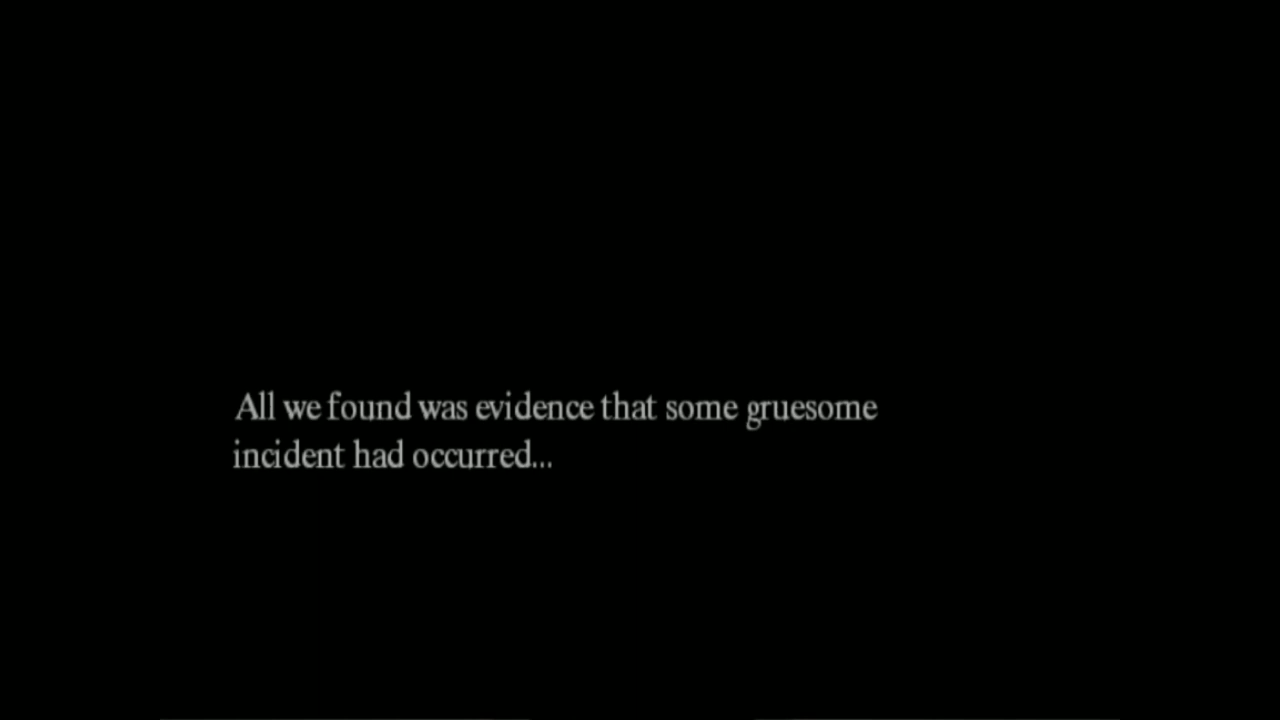 All we found was evidence that some gruesome
incident had occurred...